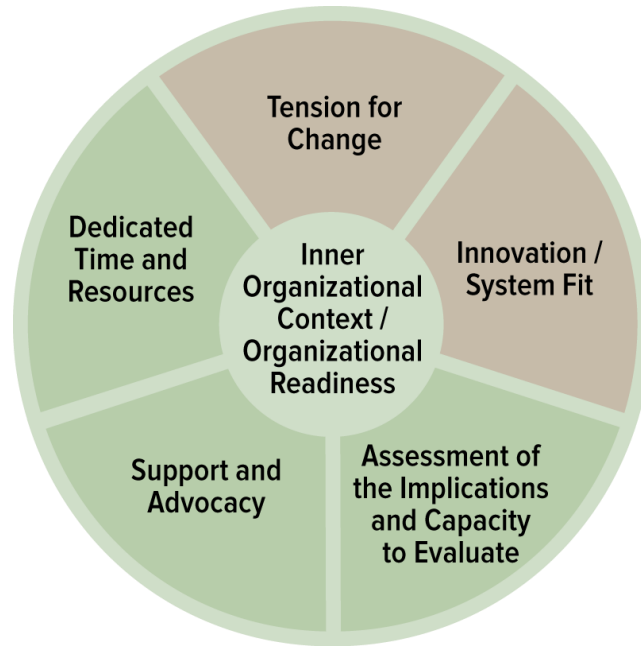 Tension for
Change
Dedicated
Time and
Resources
Inner
Organizational
Context /
Organizational
Readiness
Innovation /
System Fit
Support and
Advocacy
Assessment of
the Implications
and Capacity
to Evaluate